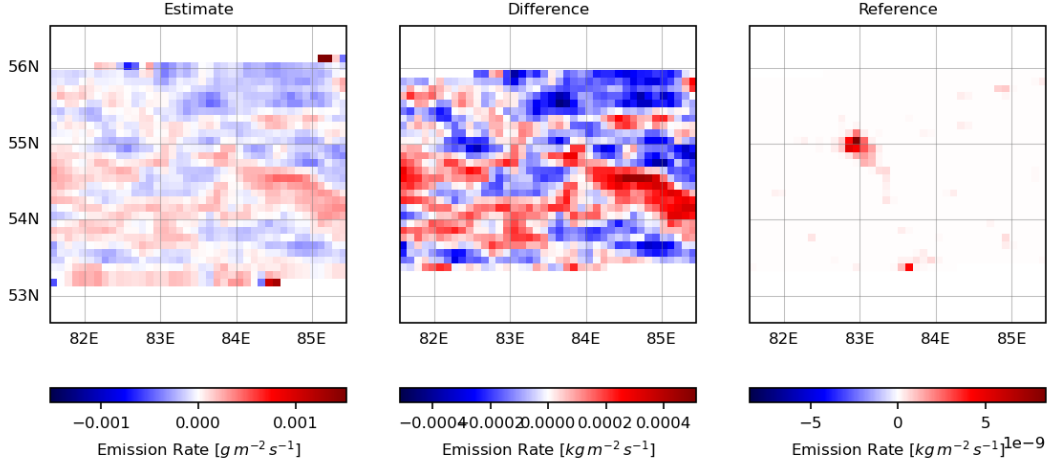 Estimate
Difference
Reference
56N
55N
54N
53N
82E 83E 84E 85E
82E 83E 84E 85E
82E 83E 84E 85E
−0.001 0.000 0.001
−0.0004 −0.0002 0.0000 0.0002 0.0004
−5 0 5
1e−9
Emission Rate [g m−2 s−1]
Emission Rate [kg m−2 s−1]
Emission Rate [kg m−2 s−1]